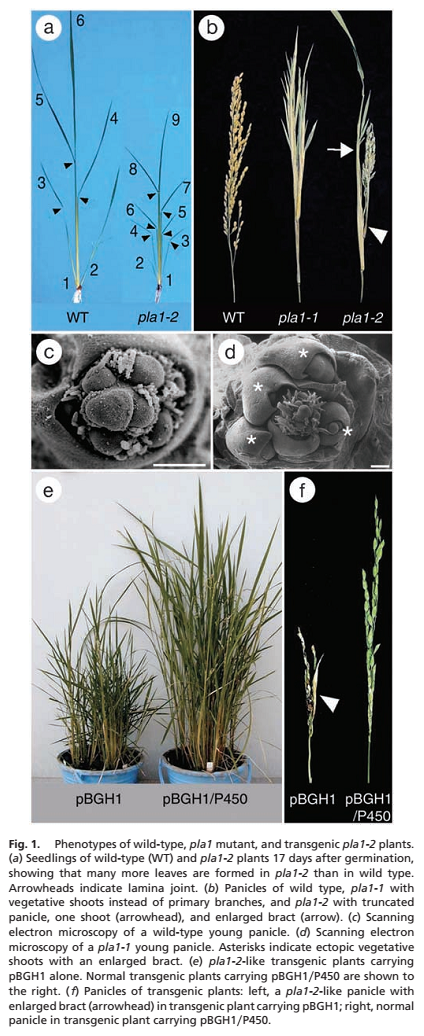 a
b
6
5
4
9
3
8
7
6
5
4
3
1
2
2
1
WT
pla1-2
WT
pla1-1
pla1-2
c
d
*
*
*
*
e
f
pBGH1
pBGH1/P450
pBGH1
pBGH1
/P450
Fig. 1. Phenotypes of wild-type, pla1 mutant, and transgenic pla1-2 plants.
(a) Seedlings of wild-type (WT) and pla1-2 plants 17 days after germination,
showing that many more leaves are formed in pla1-2 than in wild type.
Arrowheads indicate lamina joint. (b) Panicles of wild type, pla1-1 with
vegetative shoots instead of primary branches, and pla1-2 with truncated
panicle, one shoot (arrowhead), and enlarged bract (arrow). (c) Scanning
electron microscopy of a wild-type young panicle. (d) Scanning electron
microscopy of a pla1-1 young panicle. Asterisks indicate ectopic vegetative
shoots with an enlarged bract. (e) pla1-2-like transgenic plants carrying
pBGH1 alone. Normal transgenic plants carrying pBGH1/P450 are shown to
the right. (f) Panicles of transgenic plants: left, a pla1-2-like panicle with
enlarged bract (arrowhead) in transgenic plant carrying pBGH1; right, normal
panicle in transgenic plant carrying pBGH1/P450.